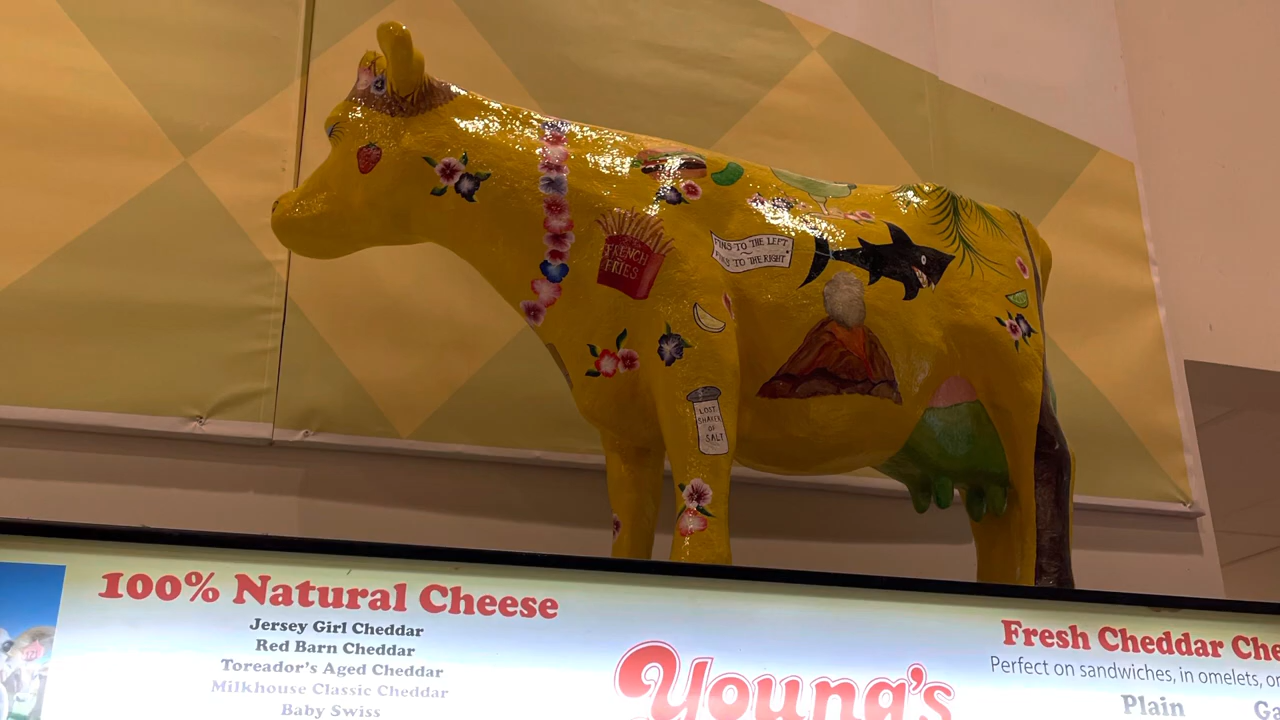 FRENCH
FRIES
FINS TO THE LEFT
FINS TO THE RIGHT
LOST
SHAKER
OF
SALT
100% Natural Cheese
Jersey Girl Cheddar
Red Barn Cheddar
Toreador's Aged Cheddar
Milkhouse Classic Cheddar
Baby Swiss
Young's
Fresh Cheddar Che
Perfect on sandwiches, in omelets, or
Plain
Ga